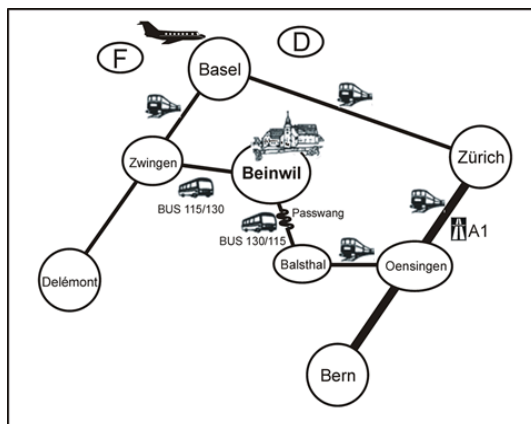 F
D
Basel
Zürich
Zwingen
Beinwil
BUS 115/130
Passwang
BUS 130/115
A1
Balsthal
Oensingen
Delémont
Bern